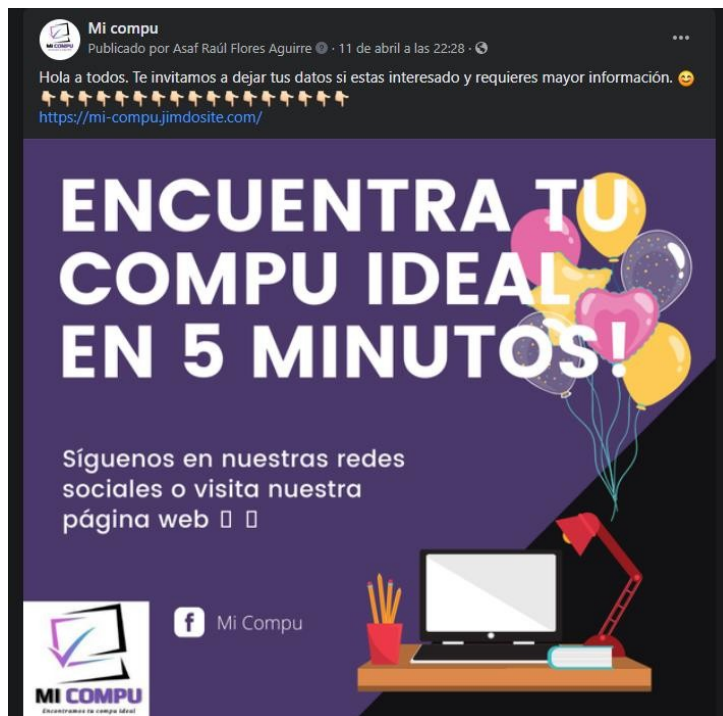 Mi compu
Publicado por Asaf Raúl Flores Aguirre · 11 de abril a las 22:28 ·
Hola a todos. Te invitamos a dejar tus datos si estas interesado y requieres mayor información. 😊
👇🏻👇🏻👇🏻👇🏻👇🏻👇🏻👇🏻👇🏻👇🏻👇🏻👇🏻👇🏻👇🏻👇🏻👇🏻👇🏻👇🏻
https://mi-compu.jimdosite.com/
ENCUENTRA TU
COMPU IDEAL
EN 5 MINUTOS!
Síguenos en nuestras redes
sociales o visita nuestra
página web
f Mi Compu
MI COMPU
Encontramos tu compu ideal